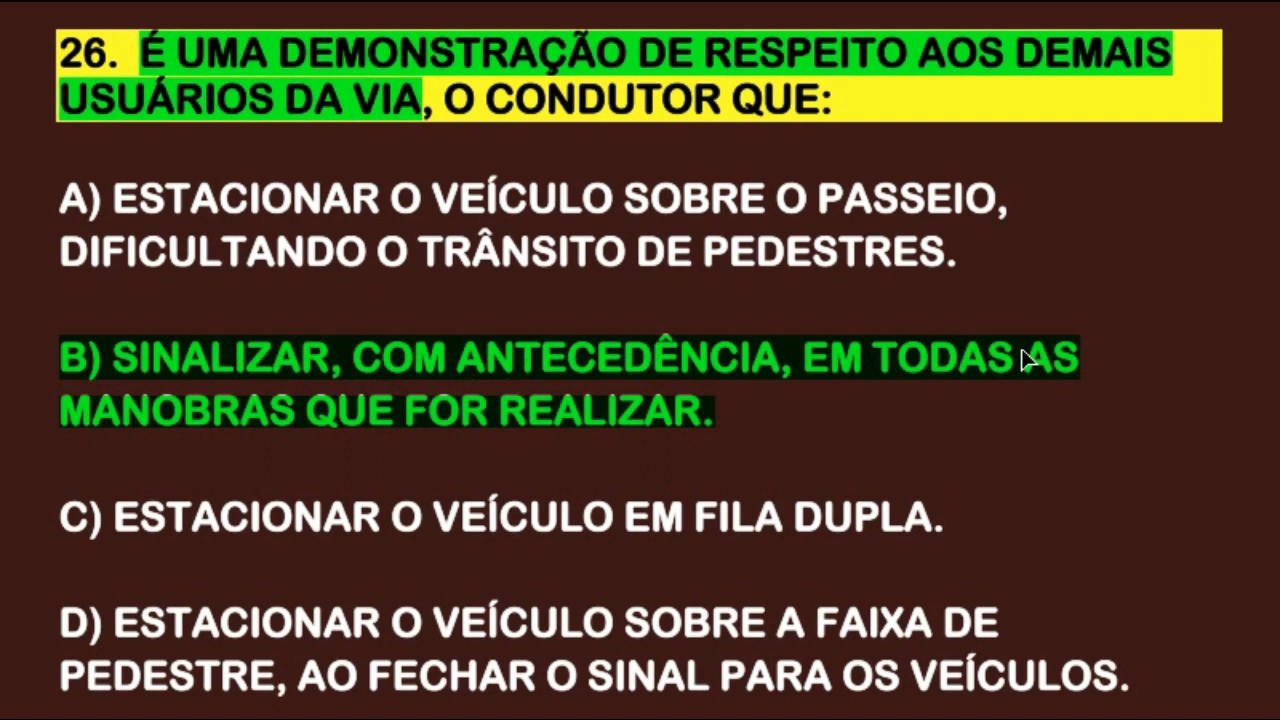 26. É UMA DEMONSTRAÇÃO DE RESPEITO AOS DEMAIS
USUÁRIOS DA VIA, O CONDUTOR QUE:
A) ESTACIONAR O VEÍCULO SOBRE O PASSEIO,
DIFICULTANDO O TRÂNSITO DE PEDESTRES.
B) SINALIZAR, COM ANTECEDÊNCIA, EM TODAS AS
MANOBRAS QUE FOR REALIZAR.
C) ESTACIONAR O VEÍCULO EM FILA DUPLA.
D) ESTACIONAR O VEÍCULO SOBRE A FAIXA DE
PEDESTRE, AO FECHAR O SINAL PARA OS VEÍCULOS.